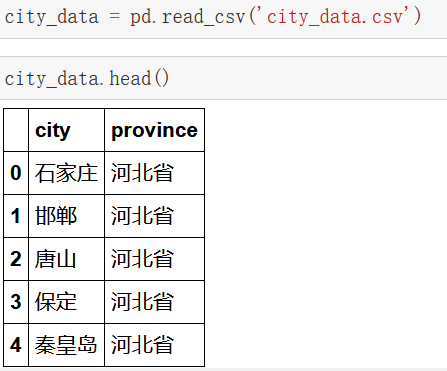 city_data = pd.read_csv('city_data.csv')
city_data.head()
city province
0 石家庄 河北省
1 邯郸 河北省
2 唐山 河北省
3 保定 河北省
4 秦皇岛 河北省